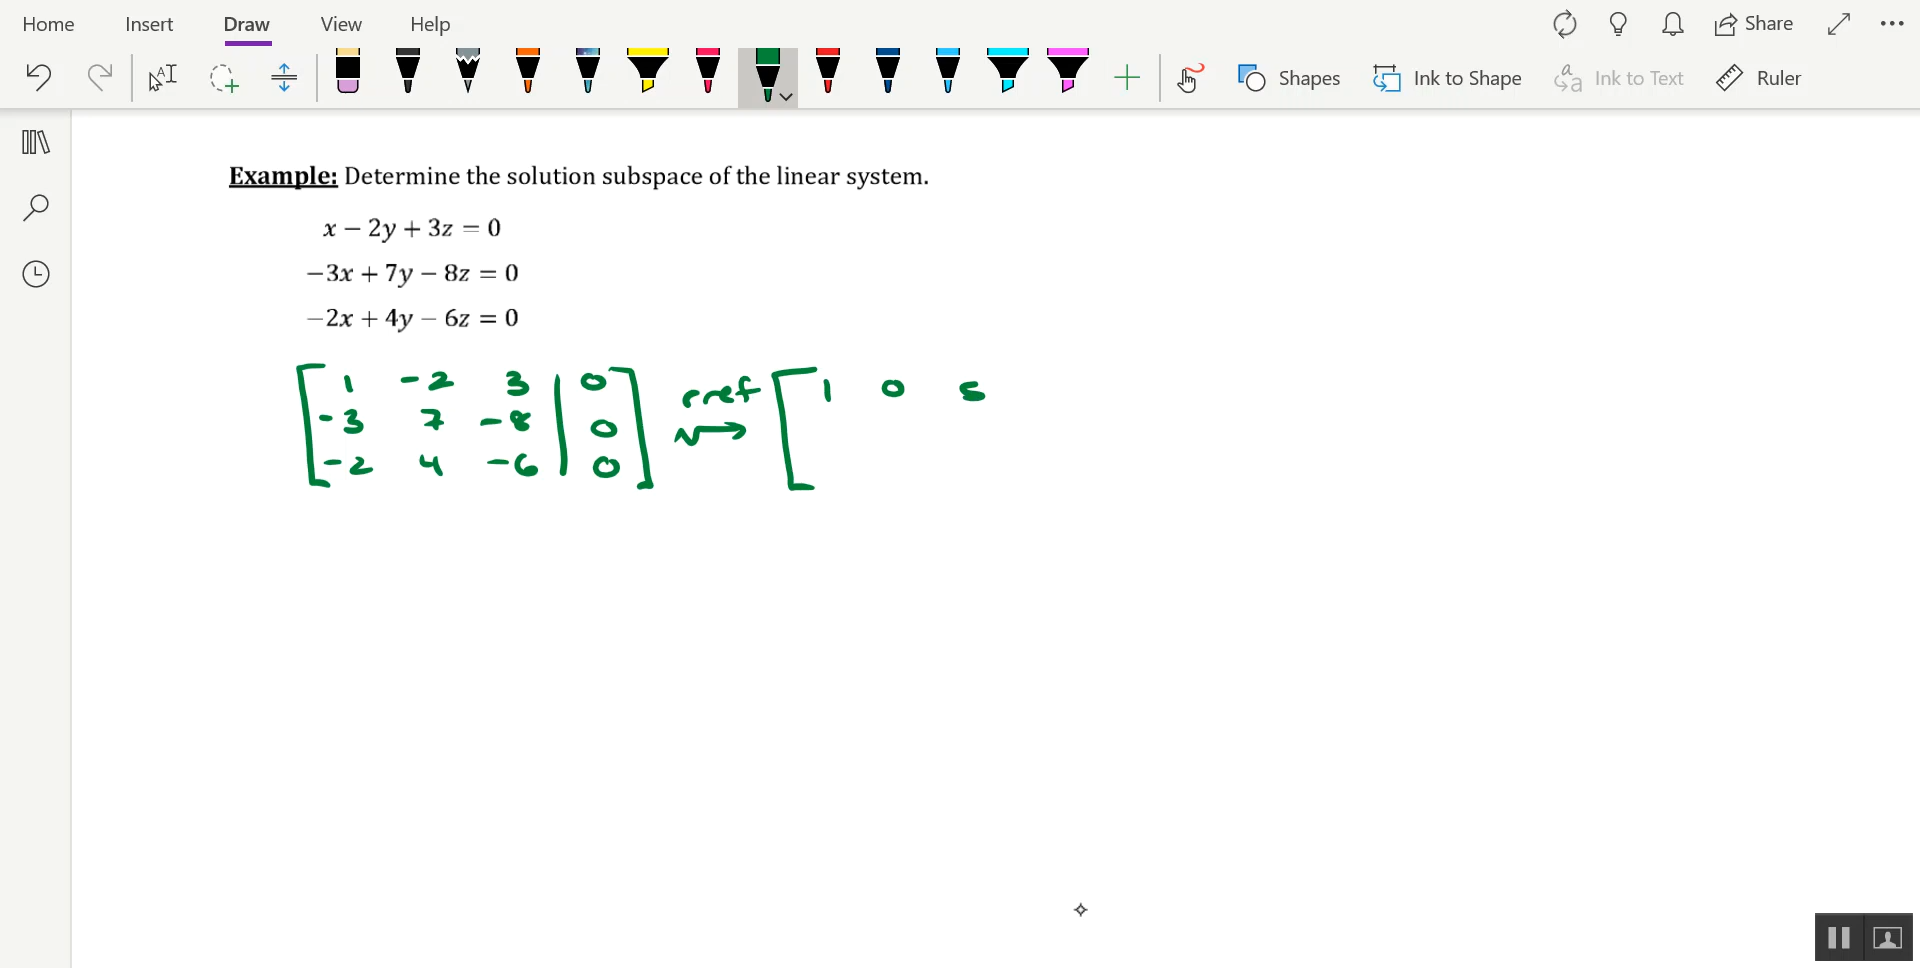 Home Insert Draw View Help
Share
Shapes Ink to Shape Ink to Text Ruler
Example: Determine the solution subspace of the linear system.
x − 2y + 3z = 0
−3x + 7y − 8z = 0
−2x + 4y − 6z = 0
1 -2 3 | 0 rref 1 0 5
-3 7 -8 | 0
-2 4 -6 | 0